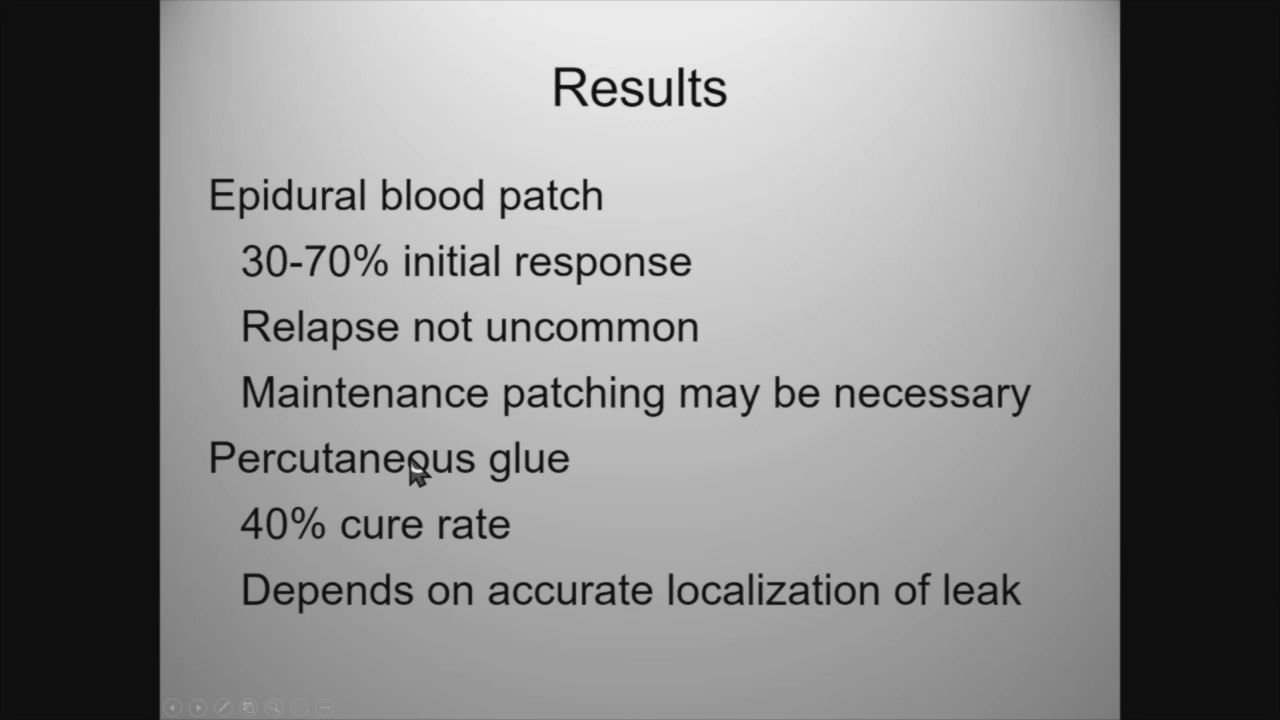 Results
Epidural blood patch
30-70% initial response
Relapse not uncommon
Maintenance patching may be necessary
Percutaneous glue
40% cure rate
Depends on accurate localization of leak